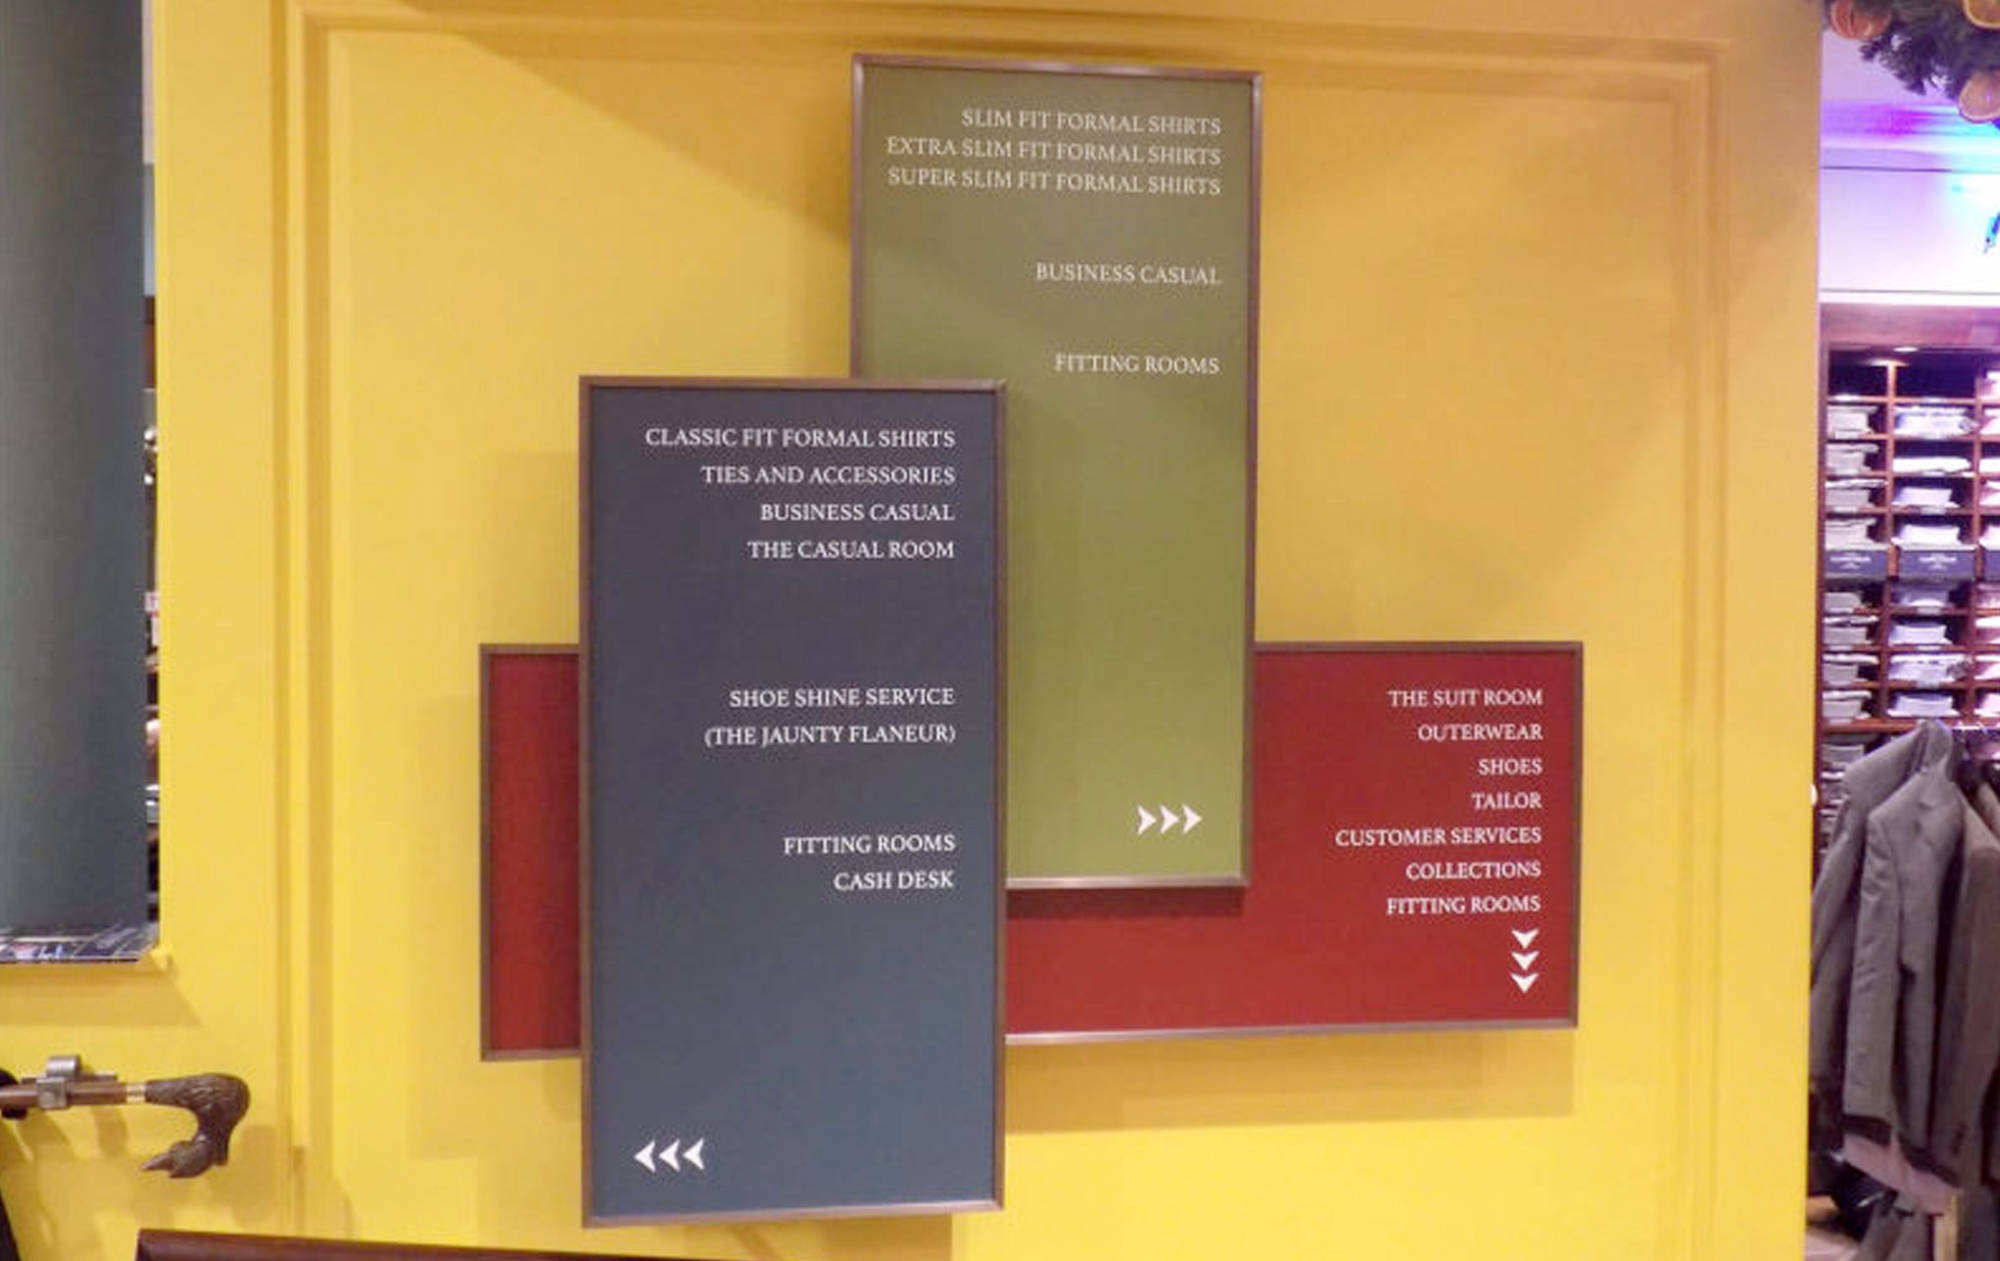 SLIM FIT FORMAL SHIRTS
EXTRA SLIM FIT FORMAL SHIRTS
SUPER SLIM FIT FORMAL SHIRTS
BUSINESS CASUAL
FITTING ROOMS
CLASSIC FIT FORMAL SHIRTS
TIES AND ACCESSORIES
BUSINESS CASUAL
THE CASUAL ROOM
SHOE SHINE SERVICE
(THE JAUNTY FLANEUR)
FITTING ROOMS
CASH DESK
THE SUIT ROOM
OUTERWEAR
SHOES
TAILOR
CUSTOMER SERVICES
COLLECTIONS
FITTING ROOMS